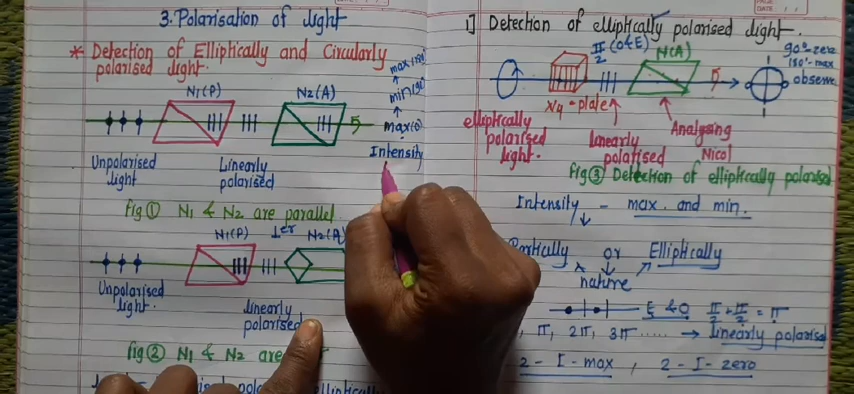 3. Polarisation of light
* Detection of Elliptically and Circularly
polarised light.
N1(P)
N2(A)
max(180°
min(90°
max(0)
Intensity
Unpolarised
light
Linearly
polarised
fig ① N1 & N2 are parallel
N1(P)
⊥er
N2(A)
Unpolarised
light.
linearly
polarised
fig ② N1 & N2 are
1] Detection of elliptically polarised light.
π/2 (O&E)
N(A)
90°-zero
180°-max
observe
λ/4 - plate
elliptically
polarised
light.
Linearly
polarised
Analysing
Nicol
fig ③ Detection of elliptically polarised
Intensity - max. and min.
Partially or Elliptically
nature
E & O π/2 + π/2 = π
, π, 2π, 3π ..... → linearly polarised
2 - I - max , 2 - I - zero